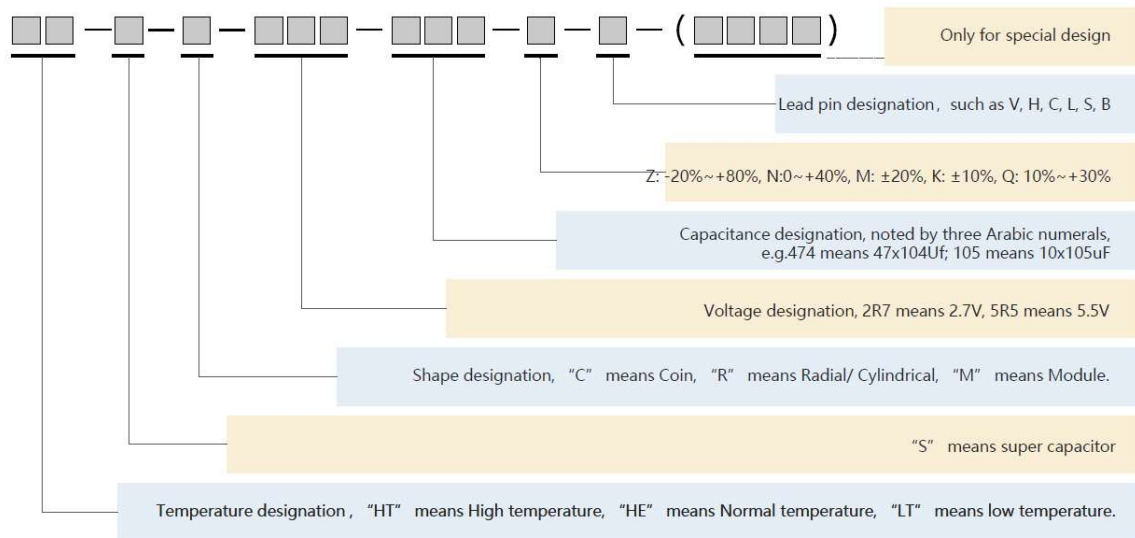 Only for special design
Lead pin designation, such as V, H, C, L, S, B
Z: -20%~+80%, N:0~+40%, M: ±20%, K: ±10%, Q: 10%~+30%
Capacitance designation, noted by three Arabic numerals,
e.g.474 means 47x104Uf; 105 means 10x105uF
Voltage designation, 2R7 means 2.7V, 5R5 means 5.5V
Shape designation, “C” means Coin, “R” means Radial/ Cylindrical, “M” means Module.
“S” means super capacitor
Temperature designation, “HT” means High temperature, “HE” means Normal temperature, “LT” means low temperature.